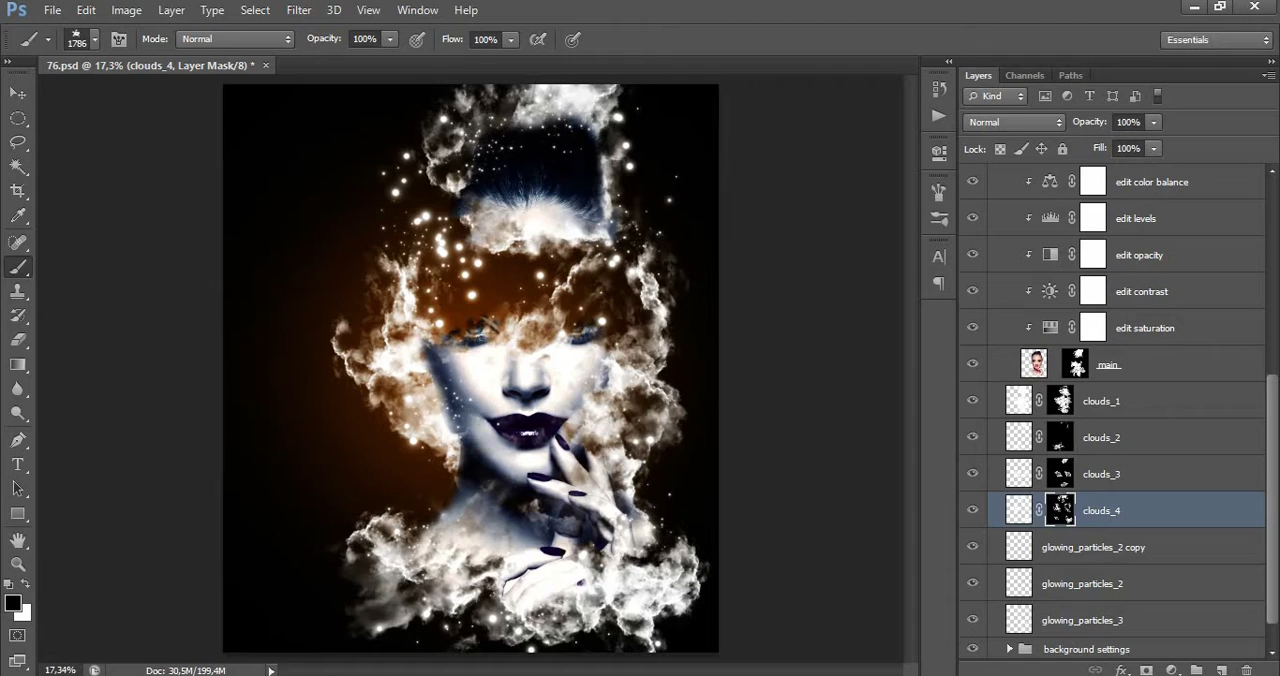 Ps File Edit Image Layer Type Select Filter 3D View Window Help
1786 Mode: Normal Opacity: 100% Flow: 100% Essentials
76.psd @ 17,3% (clouds_4, Layer Mask/8) * ×
Layers Channels Paths
Kind
Normal Opacity: 100%
Lock: Fill: 100%
edit color balance
edit levels
edit opacity
edit contrast
edit saturation
main
clouds_1
clouds_2
clouds_3
clouds_4
glowing_particles_2 copy
glowing_particles_2
glowing_particles_3
background settings
17,34% Doc: 30,5M/199,4M